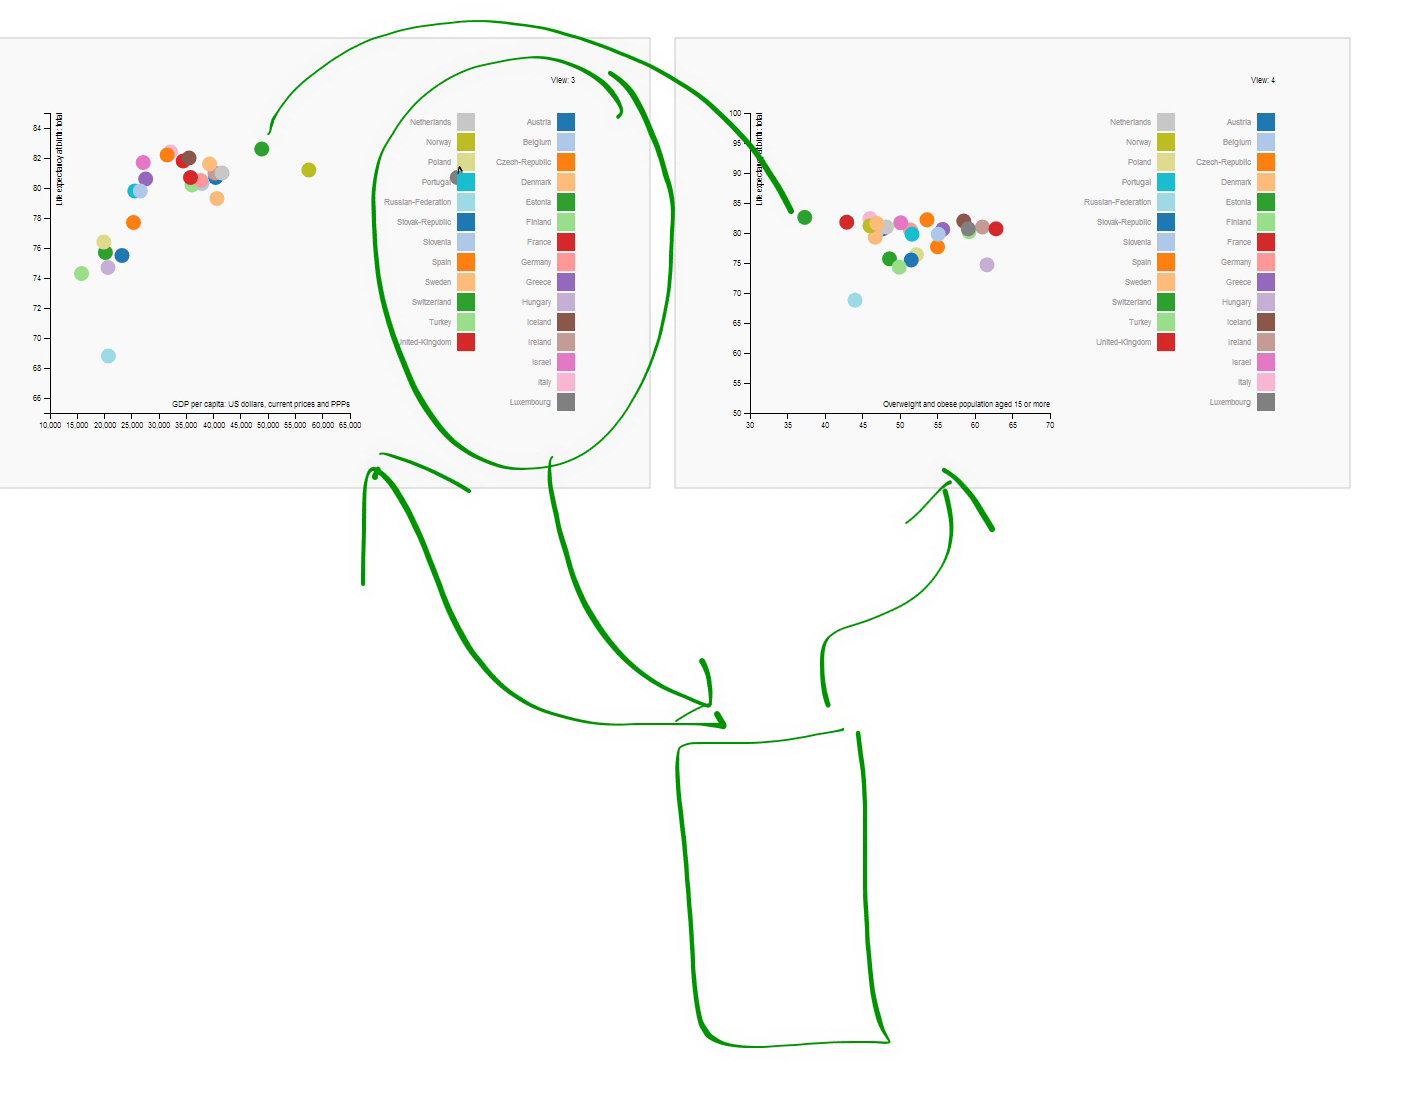 View: 3
Life expectancy at birth: total
84
82
80
78
76
74
72
70
68
66
GDP per capita: US dollars, current prices and PPPs
10,000 15,000 20,000 25,000 30,000 35,000 40,000 45,000 50,000 55,000 60,000 65,000
Netherlands
Norway
Poland
Portugal
Russian-Federation
Slovak-Republic
Slovenia
Spain
Sweden
Switzerland
Turkey
United-Kingdom
Austria
Belgium
Czech-Republic
Denmark
Estonia
Finland
France
Germany
Greece
Hungary
Iceland
Ireland
Israel
Italy
Luxembourg
View: 4
Life expectancy at birth: total
100
95
90
85
80
75
70
65
60
55
50
Overweight and obese population aged 15 or more
30 35 40 45 50 55 60 65 70
Netherlands
Norway
Poland
Portugal
Russian-Federation
Slovak-Republic
Slovenia
Spain
Sweden
Switzerland
Turkey
United-Kingdom
Austria
Belgium
Czech-Republic
Denmark
Estonia
Finland
France
Germany
Greece
Hungary
Iceland
Ireland
Israel
Italy
Luxembourg